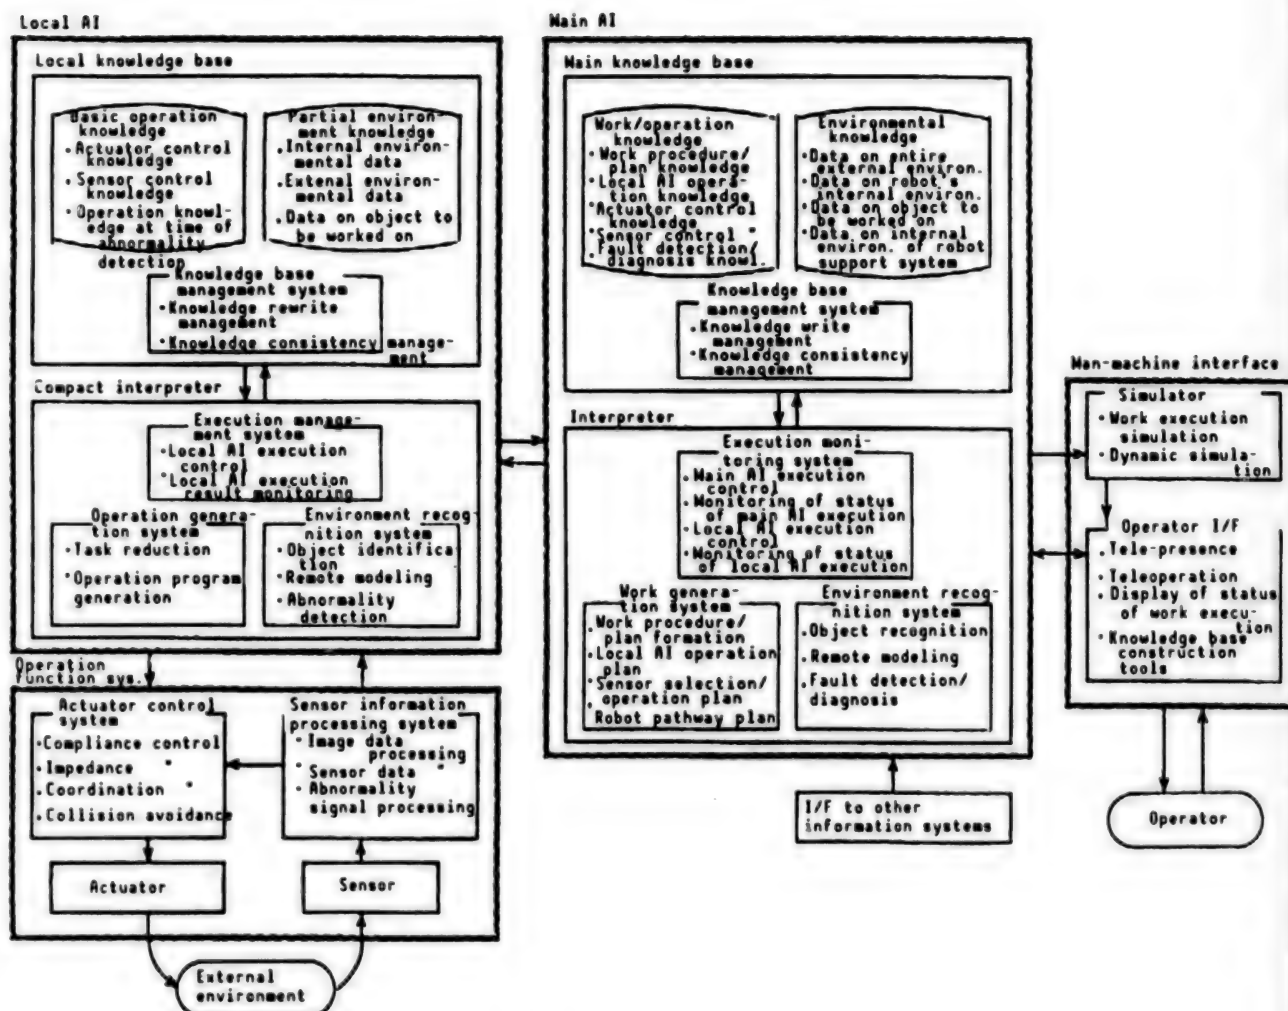 Local AI
Local knowledge base
Basic operation
knowledge
.Actuator control
knowledge
.Sensor control
knowledge
•Operation knowl-
edge at time of
abnormality
detection
Partial environ-
ment knowledge
.Internal environ-
mental data
.Extenal environ-
mental data
.Data on object to
be worked on
Knowledge base
management system
•Knowledge rewrite
management
•Knowledge consistency manage-
ment
Compact interpreter
Execution manage-
ment system
•Local AI execution
control
•Local AI execution
result monitoring
Operation genera-
tion system
•Task reduction
•Operation program
generation
Environment recog-
nition system
•Object identifica
tion
•Remote modeling
•Abnormality
detection
Operation
function sys.
Actuator control
system
•Compliance control
•Impedance "
•Coordination "
•Collision avoidance
Sensor information
processing system
•Image data
processing
•Sensor data "
•Abnormality
signal processing
Actuator
Sensor
External
environment
Main AI
Main knowledge base
Work/operation
knowledge
•Work procedure/
plan knowledge
•Local AI opera-
tion knowledge
•Actuator control
knowledge
•Sensor control "
•Fault detection/
diagnosis knowl.
Environmental
knowledge
•Data on entire
external environ.
•Data on robot's
internal environ.
•Data on object to
be worked on
•Data on internal
environ. of robot
support system
Knowledge base
management system
.Knowledge write
management
•Knowledge consistency
management
Interpreter
Execution moni-
toring system
.Main AI execution
control
•Monitoring of status
of main AI execution
•Local AI execution
control
•Monitoring of status
of local AI execution
Work genera-
tion system
•Work procedure/
plan formation
.Local AI operation
plan
•Sensor selection/
operation plan
.Robot pathway plan
Environment recog-
nition system
.Object recognition
.Remote modeling
.Fault detection/
diagnosis
I/F to other
information systems
Man-machine interface
Simulator
•Work execution
simulation
•Dynamic simula-
tion
Operator I/F
.Tele-presence
•Teleoperation
•Display of status
of work execu-
tion
•Knowledge base
construction
tools
Operator